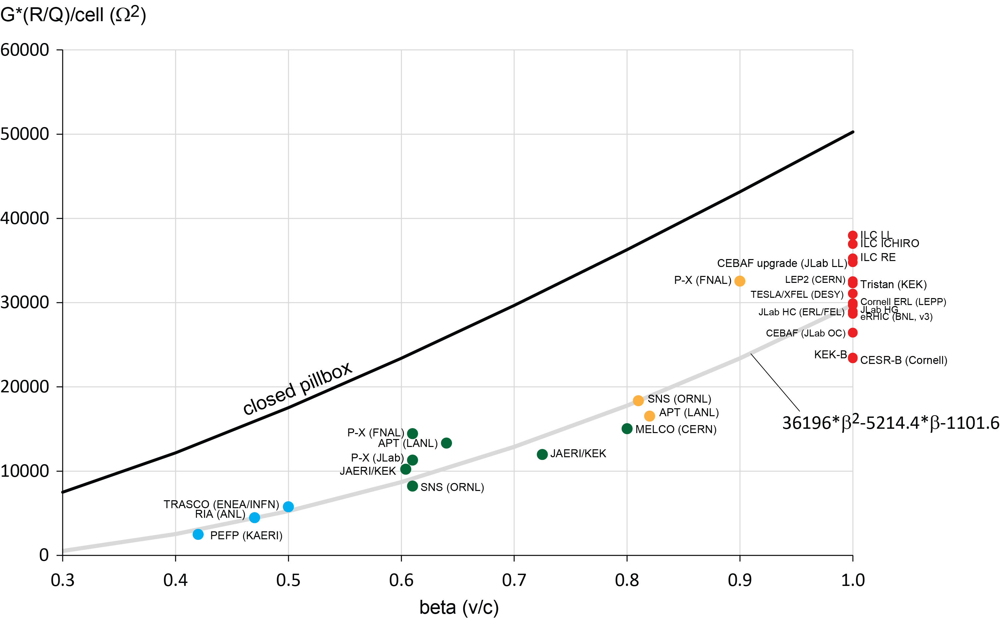 G*(R/Q)/cell (Ω²)
60000
50000
40000
30000
20000
10000
0
0.3
0.4
0.5
0.6
0.7
0.8
0.9
1.0
beta (v/c)
closed pillbox
36196*β²-5214.4*β-1101.6
ILC LL
ILC ICHIRO
ILC RE
CEBAF upgrade (JLab LL)
P-X (FNAL)
LEP2 (CERN)
Tristan (KEK)
TESLA/XFEL (DESY)
Cornell ERL (LEPP)
JLab HG
JLab HC (ERL/FEL)
eRHIC (BNL, v3)
CEBAF (JLab OC)
KEK-B
CESR-B (Cornell)
SNS (ORNL)
APT (LANL)
MELCO (CERN)
P-X (FNAL)
APT (LANL)
P-X (JLab)
JAERI/KEK
JAERI/KEK
SNS (ORNL)
TRASCO (ENEA/INFN)
RIA (ANL)
PEFP (KAERI)